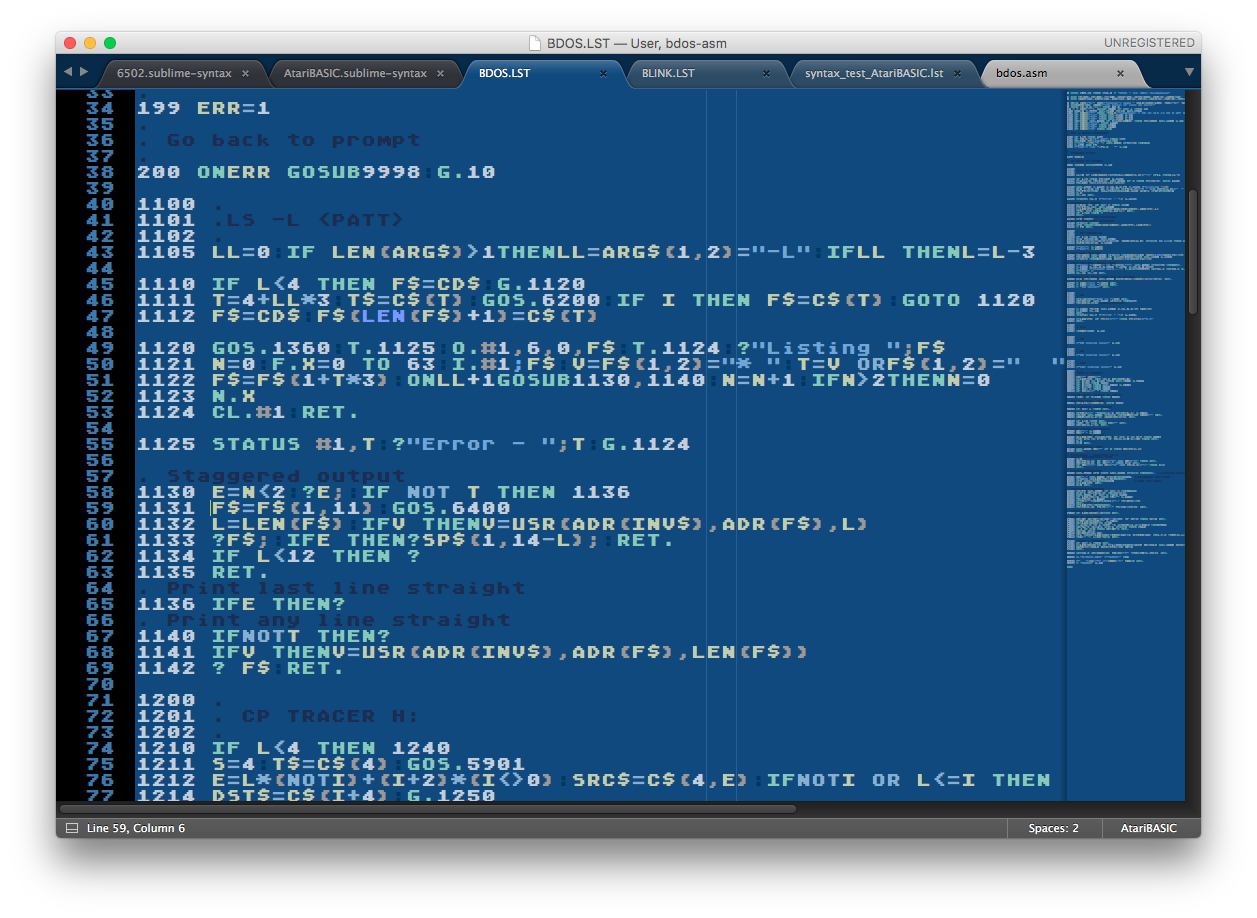 BDOS.LST — User, bdos-asm
UNREGISTERED
6502.sublime-syntax × AtariBASIC.sublime-syntax × BDOS.LST × BLINK.LST × syntax_test_AtariBASIC.lst × bdos.asm ×
33 .
34 199 ERR=1
35 .
36 . Go back to prompt
37 .
38 200 ONERR GOSUB9998:G.10
39
40 1100 .
41 1101 .LS -L <PATT>
42 1102 .
43 1105 LL=0:IF LEN(ARG$)>1THENLL=ARG$(1,2)="-L":IFLL THENL=L-3
44
45 1110 IF L<4 THEN F$=CD$:G.1120
46 1111 T=4+LL*3:T$=C$(T):GOS.6200:IF I THEN F$=C$(T):GOTO 1120
47 1112 F$=CD$:F$(LEN(F$)+1)=C$(T)
48
49 1120 GOS.1360:T.1125:O.#1,6,0,F$:T.1124:?"Listing ";F$
50 1121 N=0:F.X=0 TO 63:I.#1;F$:V=F$(1,2)="* ":T=V ORF$(1,2)="  "
51 1122 F$=F$(1+T*3):ONLL+1GOSUB1130,1140:N=N+1:IFN>2THENN=0
52 1123 N.X
53 1124 CL.#1:RET.
54
55 1125 STATUS #1,T:?"Error - ";T:G.1124
56
57 . Staggered output
58 1130 E=N<2:?E;:IF NOT T THEN 1136
59 1131 F$=F$(1,11):GOS.6400
60 1132 L=LEN(F$):IFV THENV=USR(ADR(INV$),ADR(F$),L)
61 1133 ?F$;:IFE THEN?SP$(1,14-L);:RET.
62 1134 IF L<12 THEN ?
63 1135 RET.
64 . Print last line straight
65 1136 IFE THEN?
66 . Print any line straight
67 1140 IFNOTT THEN?
68 1141 IFV THENV=USR(ADR(INV$),ADR(F$),LEN(F$))
69 1142 ? F$:RET.
70
71 1200 .
72 1201 . CP TRACER H:
73 1202 .
74 1210 IF L<4 THEN 1240
75 1211 S=4:T$=C$(4):GOS.5901
76 1212 E=L*(NOTI)+(I+2)*(I<>0):SRC$=C$(4,E):IFNOTI OR L<=I THEN
77 1214 DST$=C$(I+4):G.1250
Line 59, Column 6
Spaces: 2
AtariBASIC